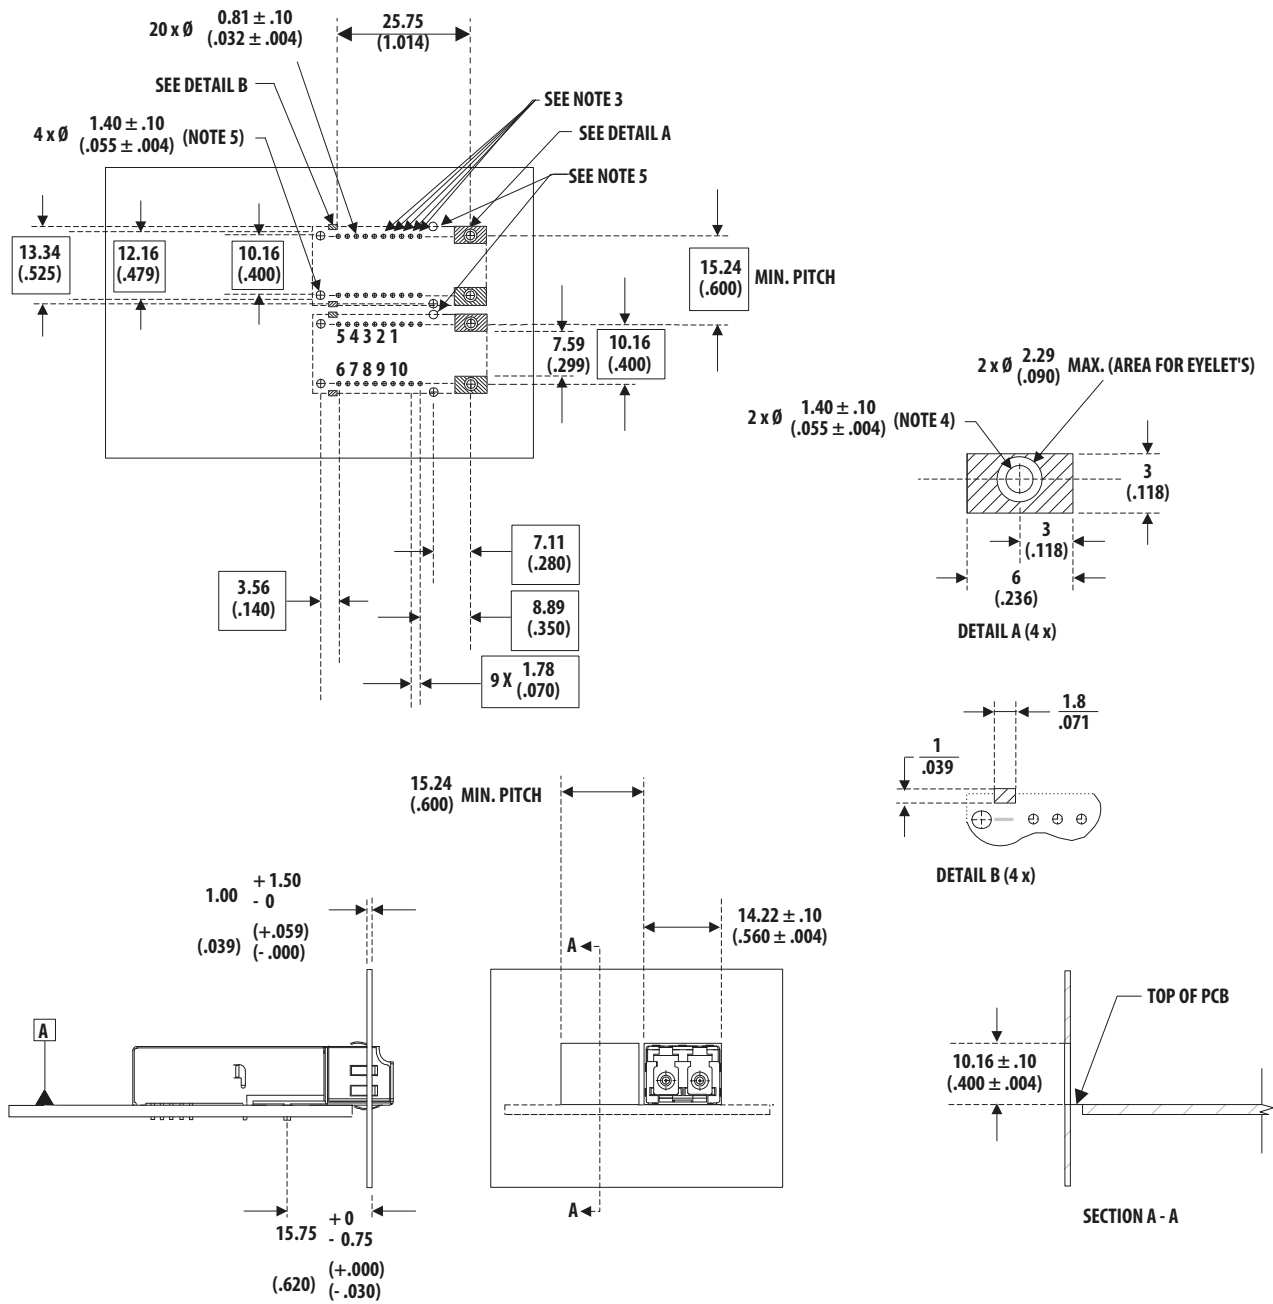 20 x Ø 0.81 ± .10
(.032 ± .004)
25.75
(1.014)
SEE DETAIL B
SEE NOTE 3
4 x Ø 1.40 ± .10 (NOTE 5)
(.055 ± .004)
SEE DETAIL A
SEE NOTE 5
13.34
(.525)
12.16
(.479)
10.16
(.400)
15.24
(.600)
MIN. PITCH
5 4 3 2 1
6 7 8 9 10
7.59
(.299)
10.16
(.400)
2 x Ø 2.29 MAX. (AREA FOR EYELET'S)
(.090)
2 x Ø 1.40 ± .10 (NOTE 4)
(.055 ± .004)
3
(.118)
3
(.118)
6
(.236)
DETAIL A (4 x)
7.11
(.280)
3.56
(.140)
8.89
(.350)
9 X 1.78
(.070)
1.8
.071
1
.039
DETAIL B (4 x)
15.24
(.600)
MIN. PITCH
1.00 + 1.50
- 0
(.039) (+.059)
(- .000)
14.22 ± .10
(.560 ± .004)
A
A
TOP OF PCB
10.16 ± .10
(.400 ± .004)
A
15.75 + 0
- 0.75
(.620) (+.000)
(- .030)
SECTION A - A